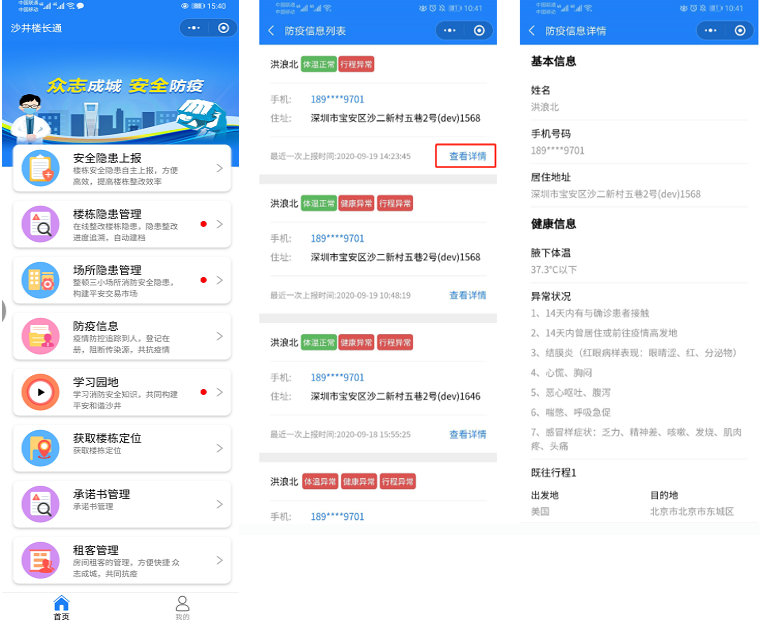 中国联通
中国移动
15:40
沙井楼长通
众志成城 安全防疫
安全隐患上报
楼栋安全隐患自主上报，方便
高效，提高楼栋整改效率
楼栋隐患管理
在线整改楼栋隐患，隐患整改
进度追溯，自动建档
场所隐患管理
整顿三小场所消防安全隐患，
构建平安交易市场
防疫信息
疫情防控追踪到人，登记在
册，阻断传染源，共抗疫情
学习园地
学习消防安全知识，共同构建
平安和谐沙井
获取楼栋定位
获取楼栋定位
承诺书管理
承诺书管理
租客管理
房间租客的管理，方便快捷 众
志成城，共同抗疫
首页
我的
中国联通
中国移动
10:41
防疫信息列表
洪浪北 体温正常 行程异常
手机: 189****9701
住址: 深圳市宝安区沙二新村五巷2号(dev)1568
最近一次上报时间:2020-09-19 14:23:45 查看详情
洪浪北 体温正常 健康异常 行程异常
手机: 189****9701
住址: 深圳市宝安区沙二新村五巷2号(dev)1568
最近一次上报时间:2020-09-19 10:48:19 查看详情
洪浪北 体温正常 健康异常 行程异常
手机: 189****9701
住址: 深圳市宝安区沙二新村五巷2号(dev)1646
最近一次上报时间:2020-09-18 15:55:25 查看详情
洪浪北 体温异常 健康异常 行程异常
手机: 189****9701
中国联通
中国移动
10:41
防疫信息详情
基本信息
姓名
洪浪北
手机号码
189****9701
居住地址
深圳市宝安区沙二新村五巷2号(dev)1568
健康信息
腋下体温
37.3℃以下
异常状况
1、14天内有与确诊患者接触
2、14天内曾居住或前往疫情高发地
3、结膜炎（红眼病样表现：眼睛涩、红、分泌物）
4、心慌、胸闷
5、恶心呕吐、腹泻
6、喘憋、呼吸急促
7、感冒样症状：乏力、精神差、咳嗽、发烧、肌肉
疼、头痛
既往行程1
出发地 目的地
美国 北京市北京市东城区